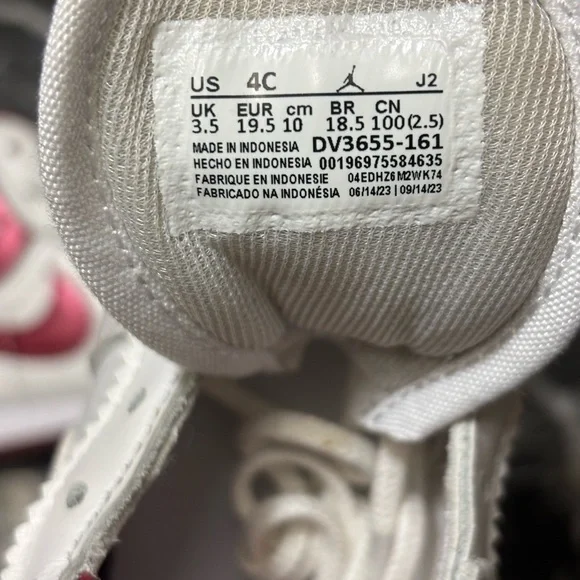 US 4C J2
UK EUR cm BR CN
3.5 19.5 10 18.5 100(2.5)
MADE IN INDONESIA DV3655-161
HECHO EN INDONESIA 00196975584635
FABRIQUE EN INDONESIE 04EDHZ6M2WK74
FABRICADO NA INDONÉSIA 06/14/23 | 09/14/23